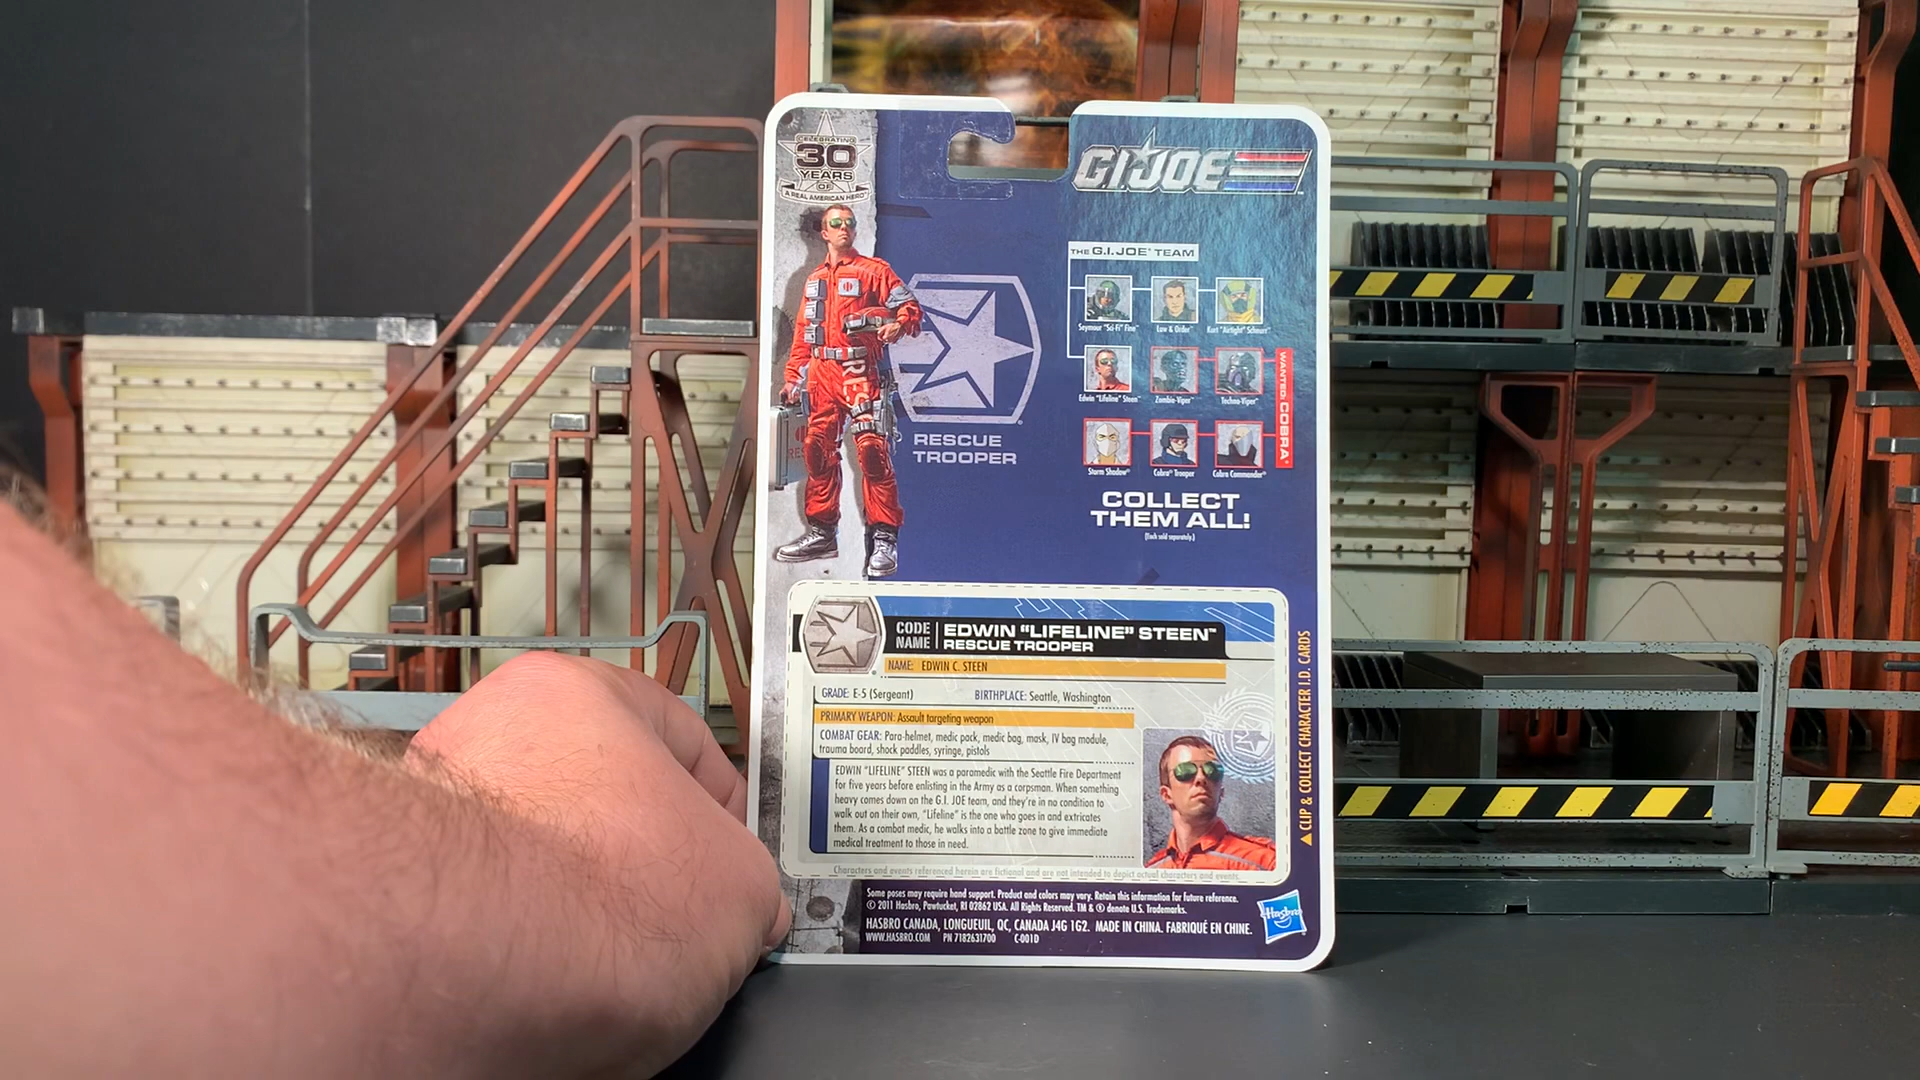 CELEBRATING
30
YEARS
OF
A REAL AMERICAN HERO
G.I.JOE
THE G.I. JOE® TEAM
Seymour "Sci-Fi" Fine™
Law & Order™
Kurt "Airtight" Schnurr™
Edwin "Lifeline" Steen™
Zombie-Viper™
Techno-Viper™
WANTED: COBRA®
Storm Shadow®
Cobra® Trooper
Cobra Commander®
RES
RES
RESCUE
TROOPER
COLLECT
THEM ALL!
(Each sold separately.)
CODE NAME
EDWIN "LIFELINE" STEEN™
RESCUE TROOPER
NAME: EDWIN C. STEEN
GRADE: E-5 (Sergeant)
BIRTHPLACE: Seattle, Washington
PRIMARY WEAPON: Assault targeting weapon
COMBAT GEAR: Para-helmet, medic pack, medic bag, mask, IV bag module,
trauma board, shock paddles, syringe, pistols
EDWIN "LIFELINE" STEEN was a paramedic with the Seattle Fire Department
for five years before enlisting in the Army as a corpsman. When something
heavy comes down on the G.I. JOE team, and they're in no condition to
walk out on their own, "Lifeline" is the one who goes in and extricates
them. As a combat medic, he walks into a battle zone to give immediate
medical treatment to those in need.
Characters and events referenced herein are fictional and are not intended to depict actual characters and events.
▲ CLIP & COLLECT CHARACTER I.D. CARDS
Some poses may require hand support. Product and colors may vary. Retain this information for future reference.
© 2011 Hasbro, Pawtucket, RI 02862 USA. All Rights Reserved. TM & ® denote U.S. Trademarks.
HASBRO CANADA, LONGUEUIL, QC, CANADA J4G 1G2. MADE IN CHINA. FABRIQUÉ EN CHINE.
WWW.HASBRO.COM PN 7182631700 C-001D
Hasbro